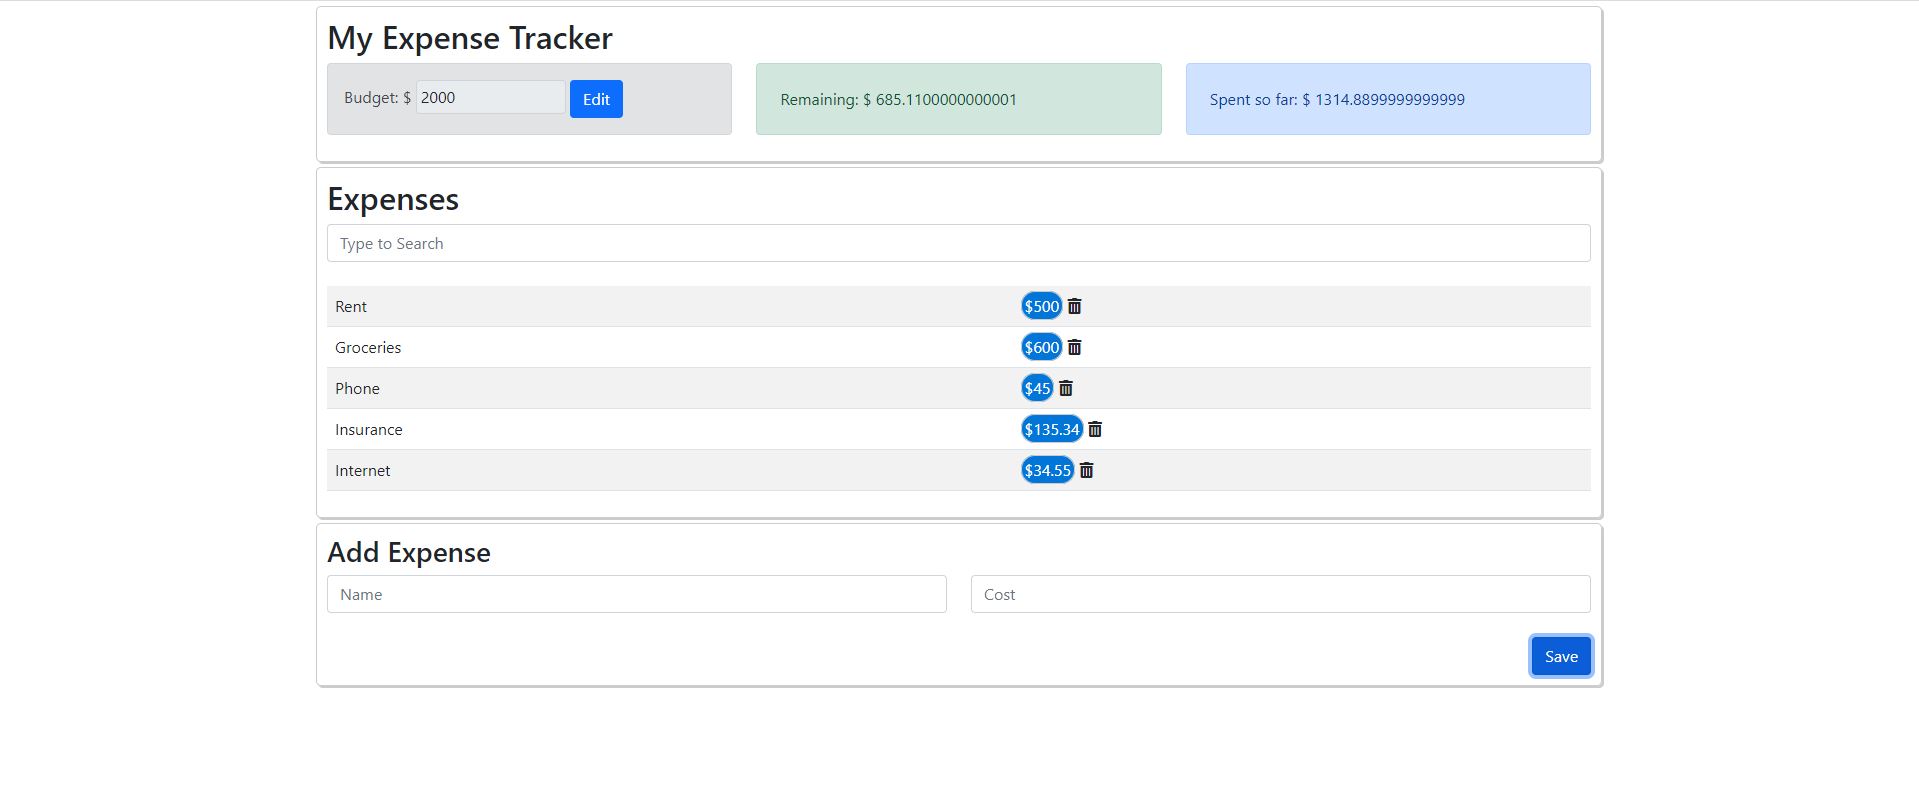 My Expense Tracker
Budget: $ 2000 Edit
Remaining: $ 685.1100000000001
Spent so far: $ 1314.8899999999999
Expenses
Type to Search
Rent $500
Groceries $600
Phone $45
Insurance $135.34
Internet $34.55
Add Expense
Name Cost
Save